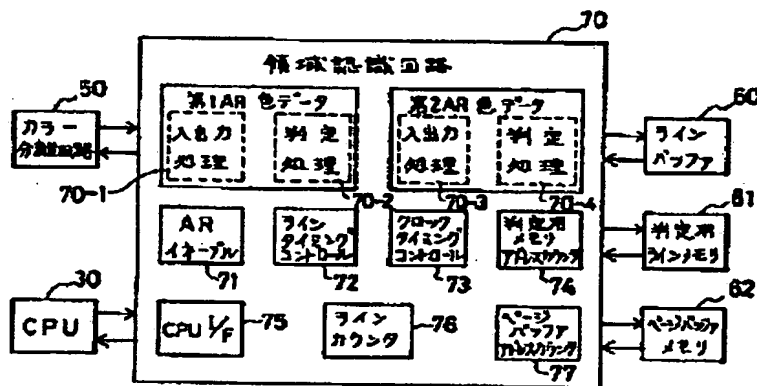 70
領域認識回路
50
カラー
分離回路
第1AR色データ
入出力
処理
判定
処理
第2AR色データ
入出力
処理
判定
処理
60
ライン
バッファ
70-1
70-2
70-3
70-4
AR
イネーブル
71
ライン
タイミング
コントロール
72
クロック
タイミング
コントロール
73
判定用
メモリ
アドレスカウンタ
74
61
判定用
ラインメモリ
30
CPU
CPU I/F
75
ライン
カウンタ
76
ページ
バッファ
アドレスカウンタ
77
62
ページバッファ
メモリ